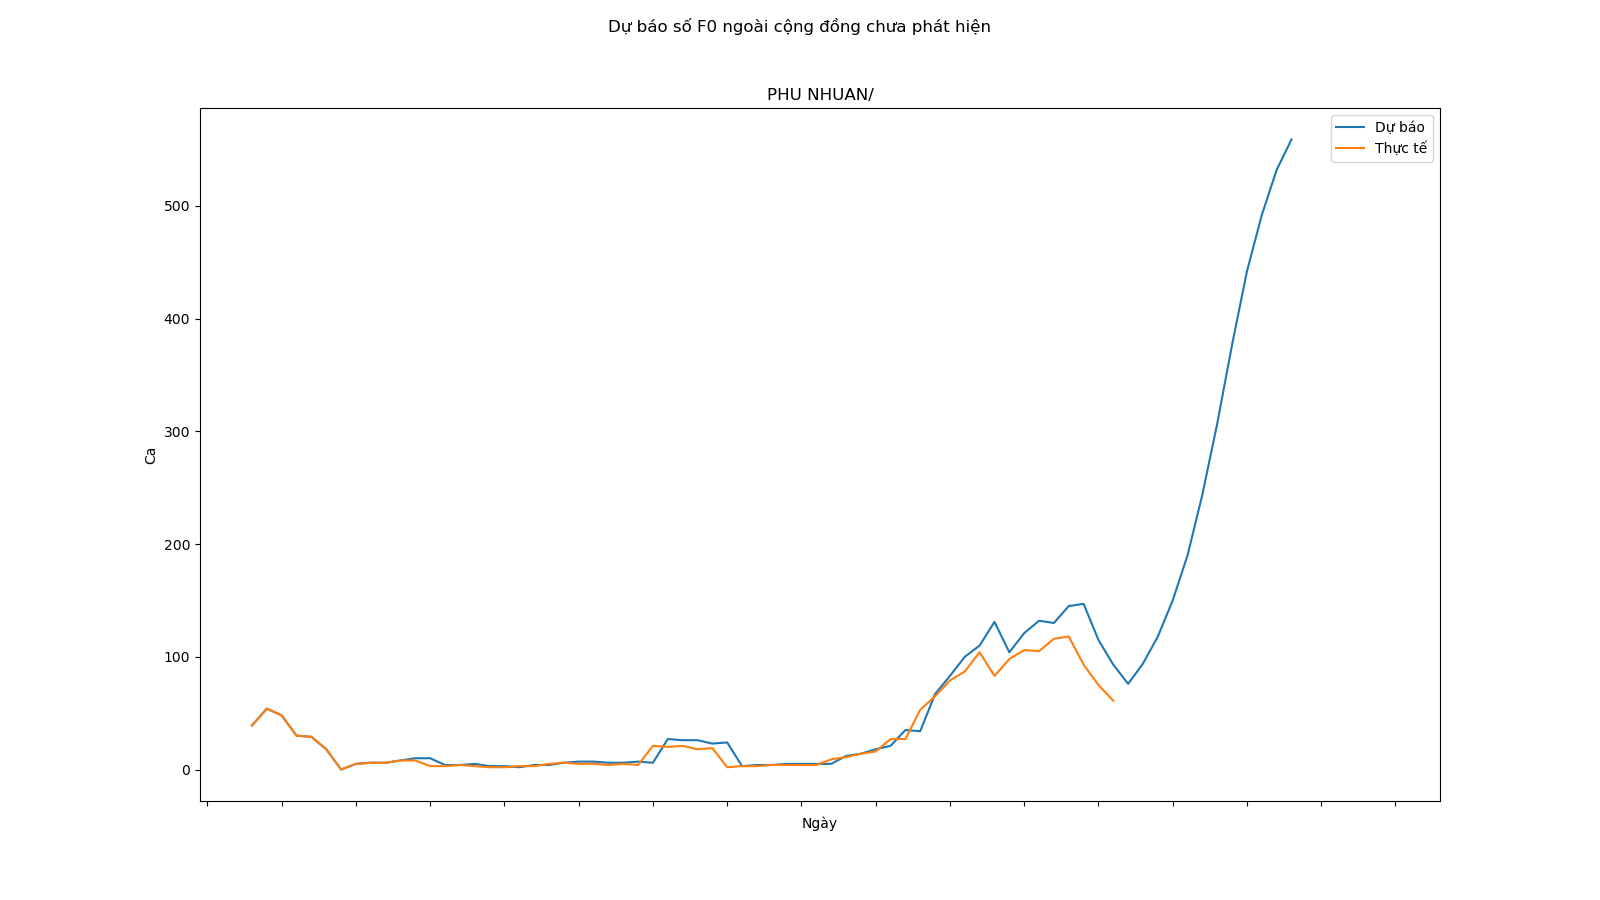 Dự báo số F0 ngoài cộng đồng chưa phát hiện
PHU NHUAN/
Dự báo
Thực tế
500
400
300
200
100
0
Ca
Ngày